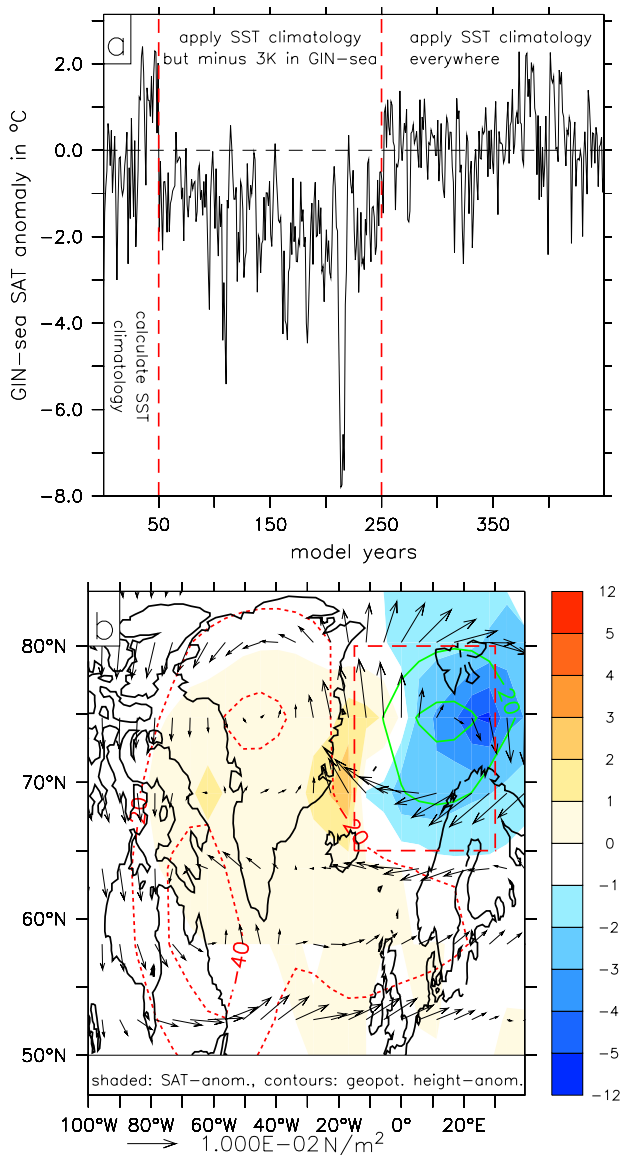 a
apply SST climatology
but minus 3K in GIN-sea
apply SST climatology
everywhere
calculate SST
climatology
GIN-sea SAT anomaly in °C
2.0
0.0
-2.0
-4.0
-6.0
-8.0
50 150 250 350
model years
b
80°N
70°N
60°N
50°N
-20
-20
-40
20
shaded: SAT-anom., contours: geopot. height-anom.
100°W 80°W 60°W 40°W 20°W 0° 20°E
1.000E-02 N/m²
12
5
4
3
2
1
0
-1
-2
-3
-4
-5
-12